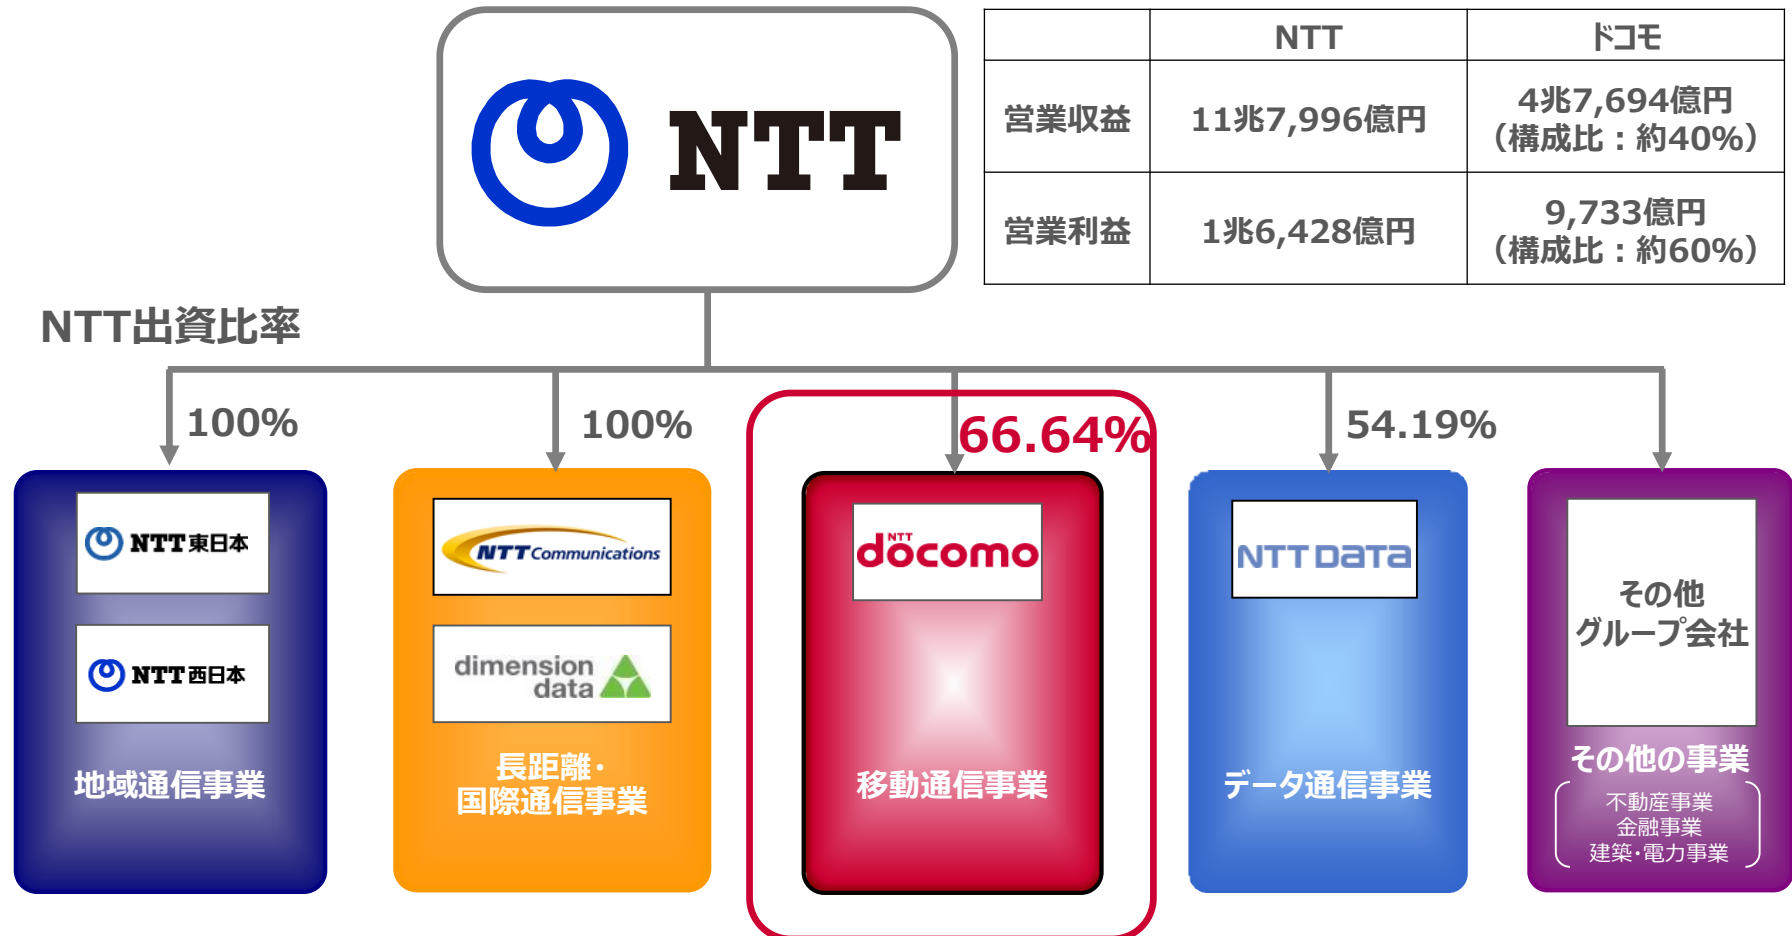 NTT
NTT ドコモ
営業収益 11兆7,996億円 4兆7,694億円
（構成比：約40%）
営業利益 1兆6,428億円 9,733億円
（構成比：約60%）
NTT出資比率
100%
100%
66.64%
54.19%
NTT東日本
NTT西日本
地域通信事業
NTT Communications
dimension
data
長距離・
国際通信事業
NTT
docomo
移動通信事業
NTT DATA
データ通信事業
その他
グループ会社
その他の事業
不動産事業
金融事業
建築・電力事業